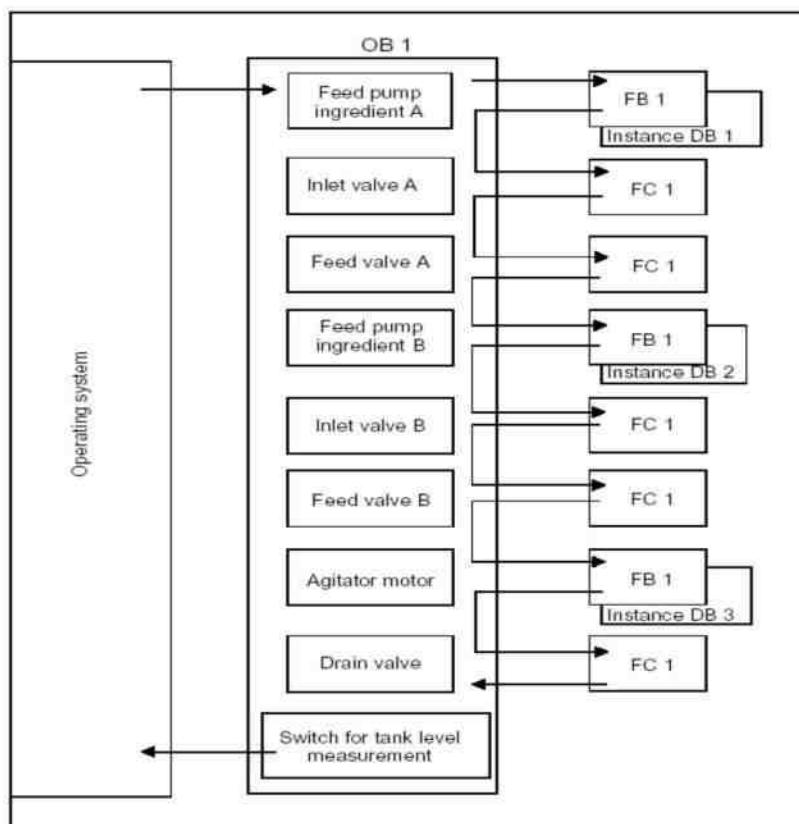 OB 1
Operating system
Feed pump
ingredient A
FB 1
Instance DB 1
Inlet valve A
FC 1
Feed valve A
FC 1
Feed pump
ingredient B
FB 1
Instance DB 2
Inlet valve B
FC 1
Feed valve B
FC 1
Agitator motor
FB 1
Instance DB 3
Drain valve
FC 1
Switch for tank level
measurement